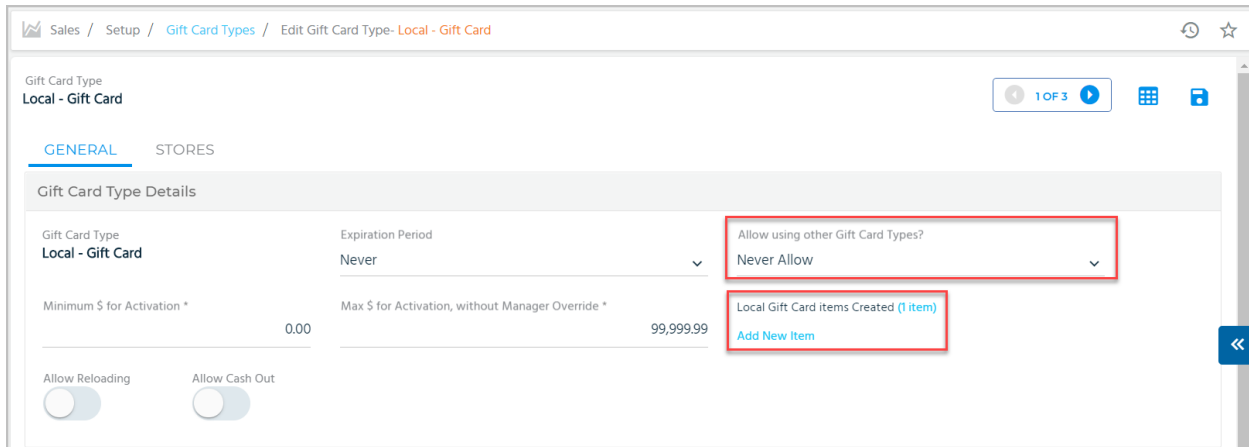 Sales / Setup / Gift Card Types / Edit Gift Card Type- Local - Gift Card
Gift Card Type
Local - Gift Card
1 OF 3
GENERAL STORES
Gift Card Type Details
Gift Card Type Expiration Period Allow using other Gift Card Types?
Local - Gift Card Never Never Allow
Minimum $ for Activation * Max $ for Activation, without Manager Override * Local Gift Card items Created (1 item)
0.00 99,999.99 Add New Item
Allow Reloading Allow Cash Out